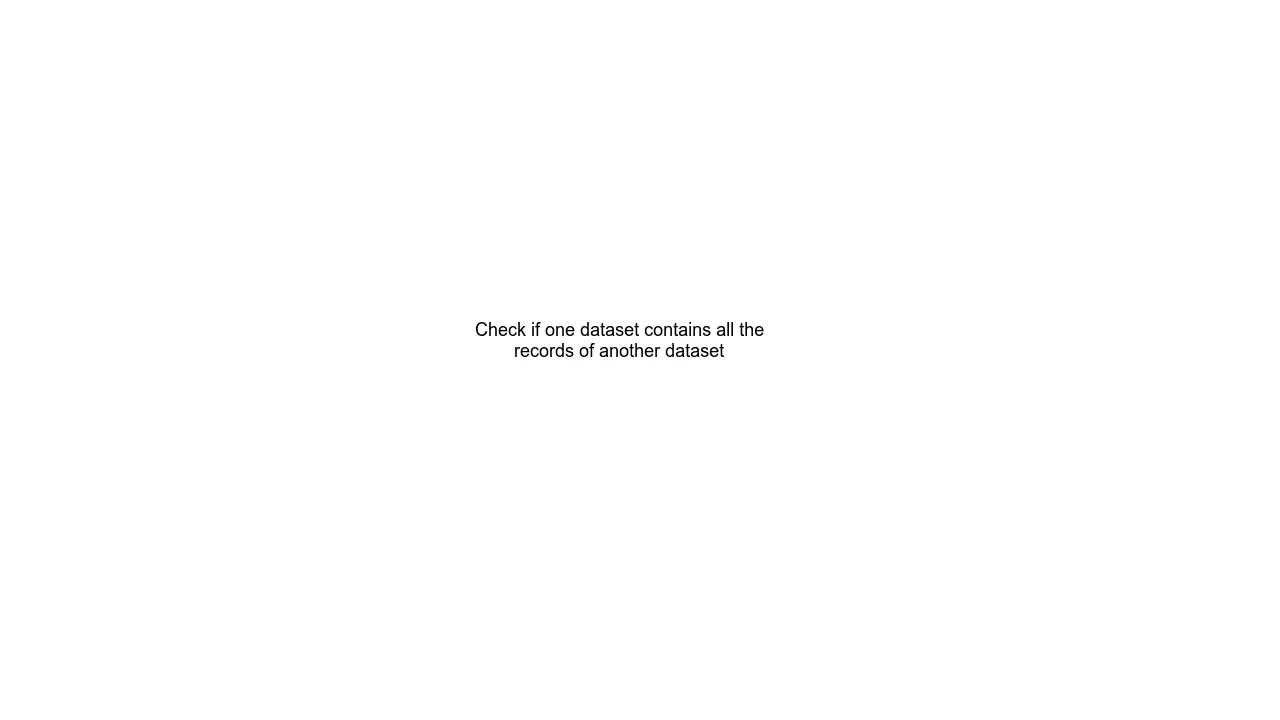 Check if one dataset contains all the
records of another dataset